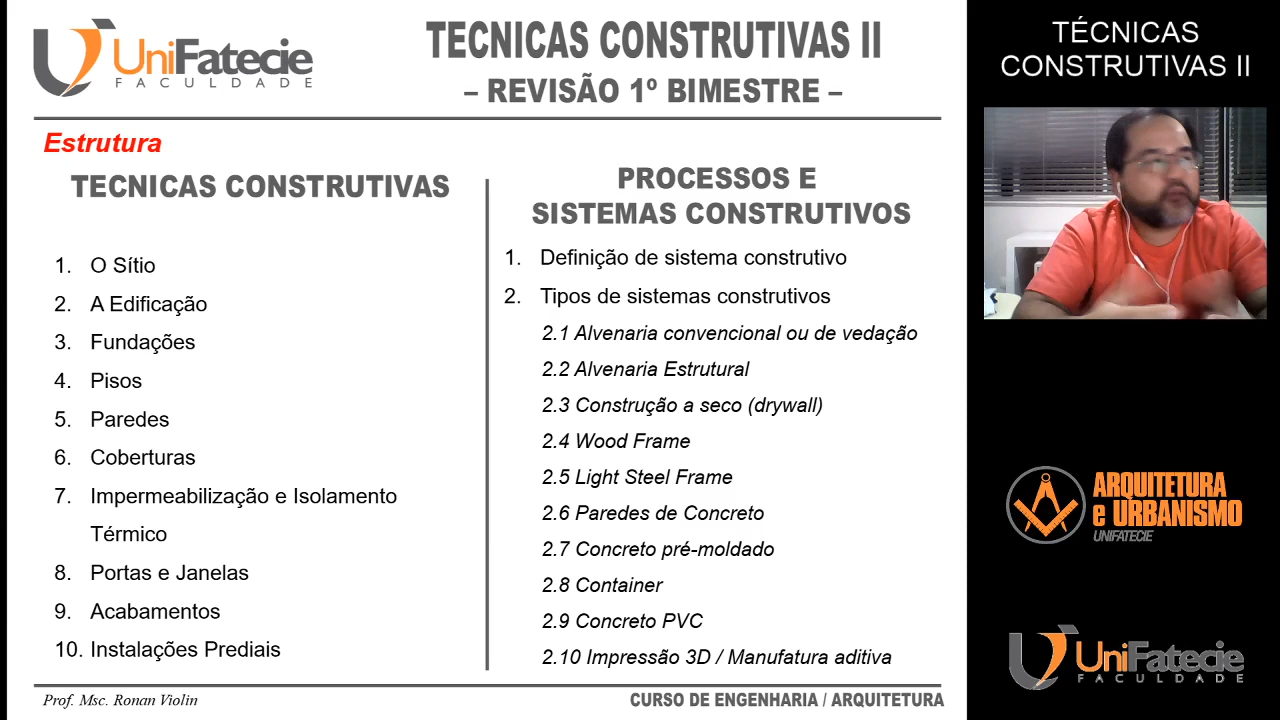 UniFatecie
FACULDADE
TECNICAS CONSTRUTIVAS II
– REVISÃO 1º BIMESTRE –
Estrutura
TECNICAS CONSTRUTIVAS
1. O Sítio
2. A Edificação
3. Fundações
4. Pisos
5. Paredes
6. Coberturas
7. Impermeabilização e Isolamento
Térmico
8. Portas e Janelas
9. Acabamentos
10. Instalações Prediais
PROCESSOS E
SISTEMAS CONSTRUTIVOS
1. Definição de sistema construtivo
2. Tipos de sistemas construtivos
2.1 Alvenaria convencional ou de vedação
2.2 Alvenaria Estrutural
2.3 Construção a seco (drywall)
2.4 Wood Frame
2.5 Light Steel Frame
2.6 Paredes de Concreto
2.7 Concreto pré-moldado
2.8 Container
2.9 Concreto PVC
2.10 Impressão 3D / Manufatura aditiva
Prof. Msc. Ronan Violin
CURSO DE ENGENHARIA / ARQUITETURA
TÉCNICAS
CONSTRUTIVAS II
ARQUITETURA
e URBANISMO
UNIFATECIE
UniFatecie
FACULDADE